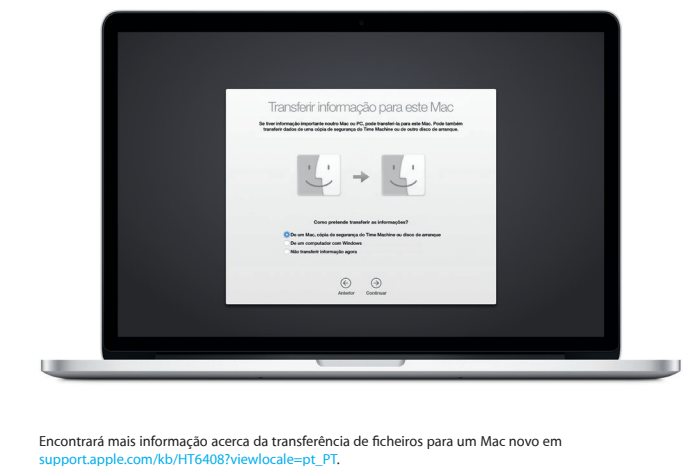 Transferir informação para este Mac
Se tiver informação importante noutro Mac ou PC, pode transferi-la para este Mac. Pode também
transferir dados de uma cópia de segurança do Time Machine ou de outro disco de arranque.
Como pretende transferir as informações?
De um Mac, cópia de segurança do Time Machine ou disco de arranque
De um computador com Windows
Não transferir informação agora
Anterior Continuar
Encontrará mais informação acerca da transferência de ficheiros para um Mac novo em
support.apple.com/kb/HT6408?viewlocale=pt_PT.